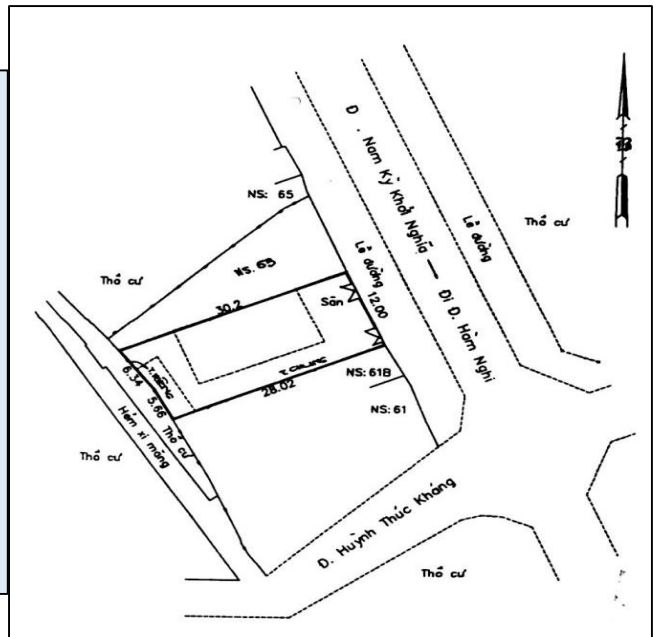 Đ. Nam Kỳ Khởi Nghĩa — Đi Đ. Hàm Nghi
NS: 65
Thổ cư
Lề đường
Lề đường
NS. 63
Thổ cư
30.2
Sân
12.00
T. RIÊNG
T. CHUNG
6.34
5.66
28.02
NS: 61B
NS: 61
Thổ cư
Hẻm xi măng
Thổ cư
Đ. Huỳnh Thúc Kháng
Thổ cư